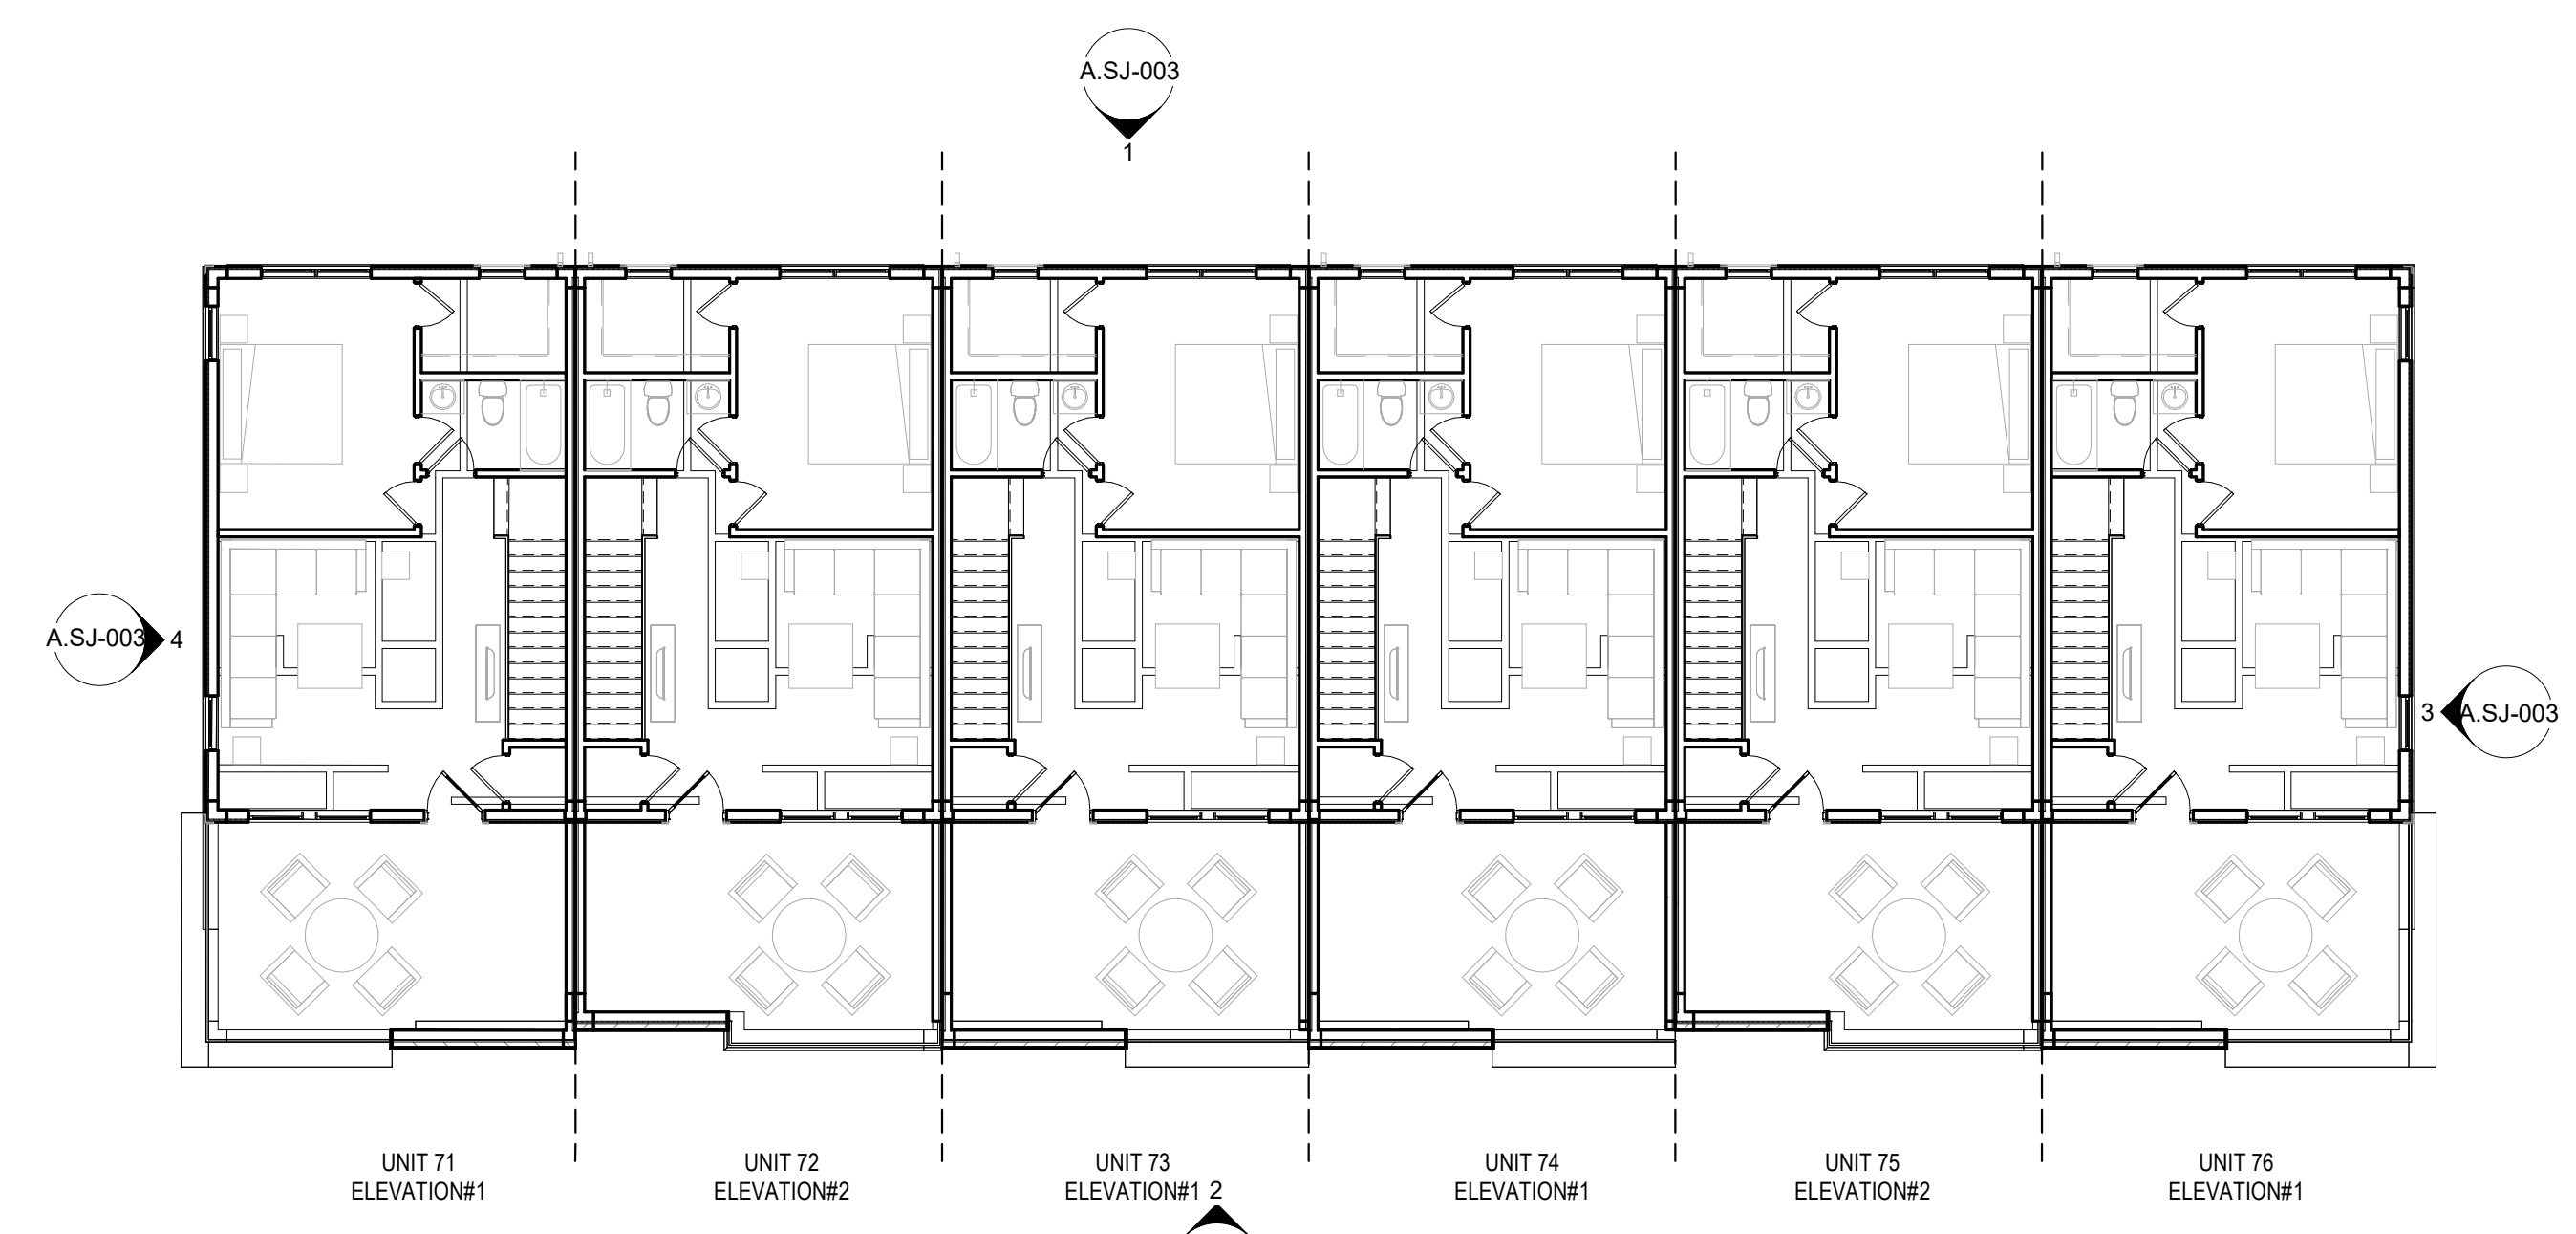 A.SJ-003
1
A.SJ-003 4
3 A.SJ-003
UNIT 71
ELEVATION#1
UNIT 72
ELEVATION#2
UNIT 73
ELEVATION#1 2
UNIT 74
ELEVATION#1
UNIT 75
ELEVATION#2
UNIT 76
ELEVATION#1